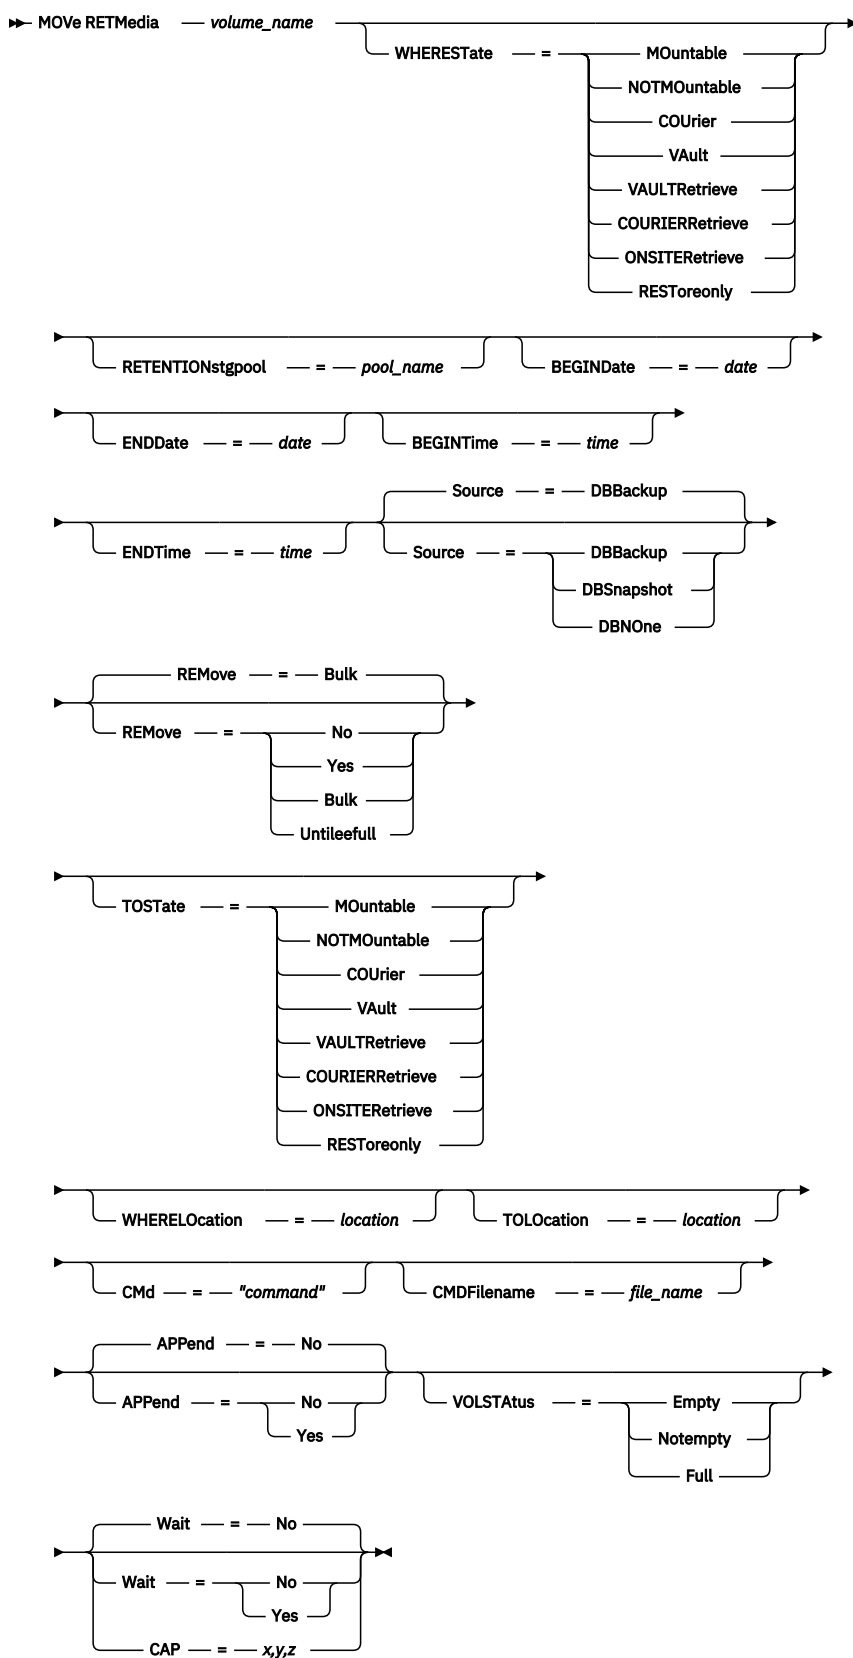 MOVe RETMedia volume_name
WHERESTate = MOuntable
NOTMOuntable
COUrier
VAult
VAULTRetrieve
COURIERRetrieve
ONSITERetrieve
RESToreonly
RETENTIONstgpool = pool_name BEGINDate = date
ENDDate = date BEGINTime = time
Source = DBBackup
ENDTime = time Source = DBBackup
DBSnapshot
DBNOne
REMove = Bulk
REMove = No
Yes
Bulk
Untileefull
TOSTate = MOuntable
NOTMOuntable
COUrier
VAult
VAULTRetrieve
COURIERRetrieve
ONSITERetrieve
RESToreonly
WHERELOcation = location TOLOcation = location
CMd = "command" CMDFilename = file_name
APPend = No
APPend = No VOLSTAtus = Empty
Yes Notempty
Full
Wait = No
Wait = No
Yes
CAP = x,y,z